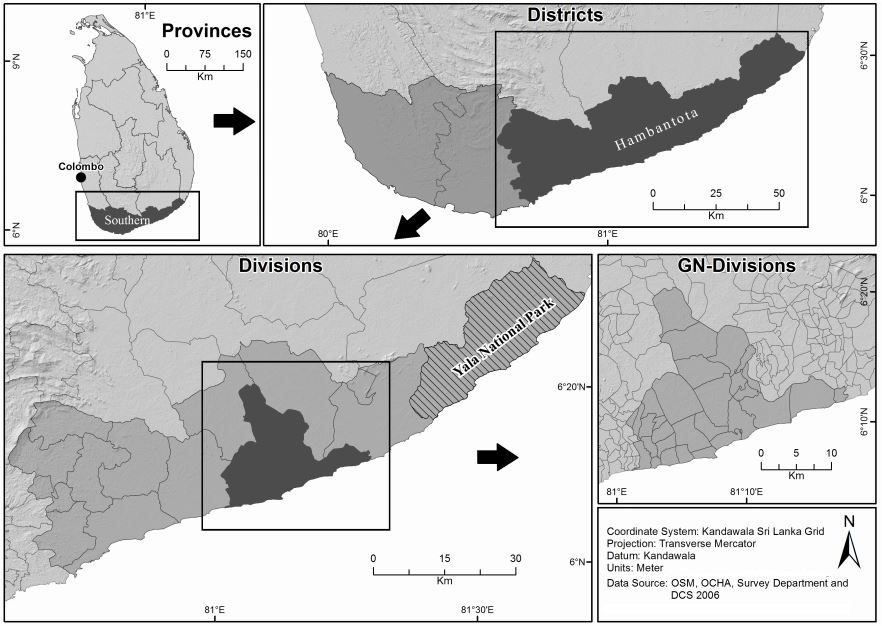 81°E
Provinces
0 75 150
Km
9°N
Colombo
Southern
6°N
Districts
6°30'N
Hambantota
0 25 50
Km
6°N
80°E
81°E
Divisions
Yala National Park
6°20'N
0 15 30
Km
6°N
81°E
81°30'E
GN-Divisions
6°20'N
6°10'N
0 5 10
Km
81°E
81°10'E
Coordinate System: Kandawala Sri Lanka Grid
Projection: Transverse Mercator
Datum: Kandawala
Units: Meter
Data Source: OSM, OCHA, Survey Department and
DCS 2006
N